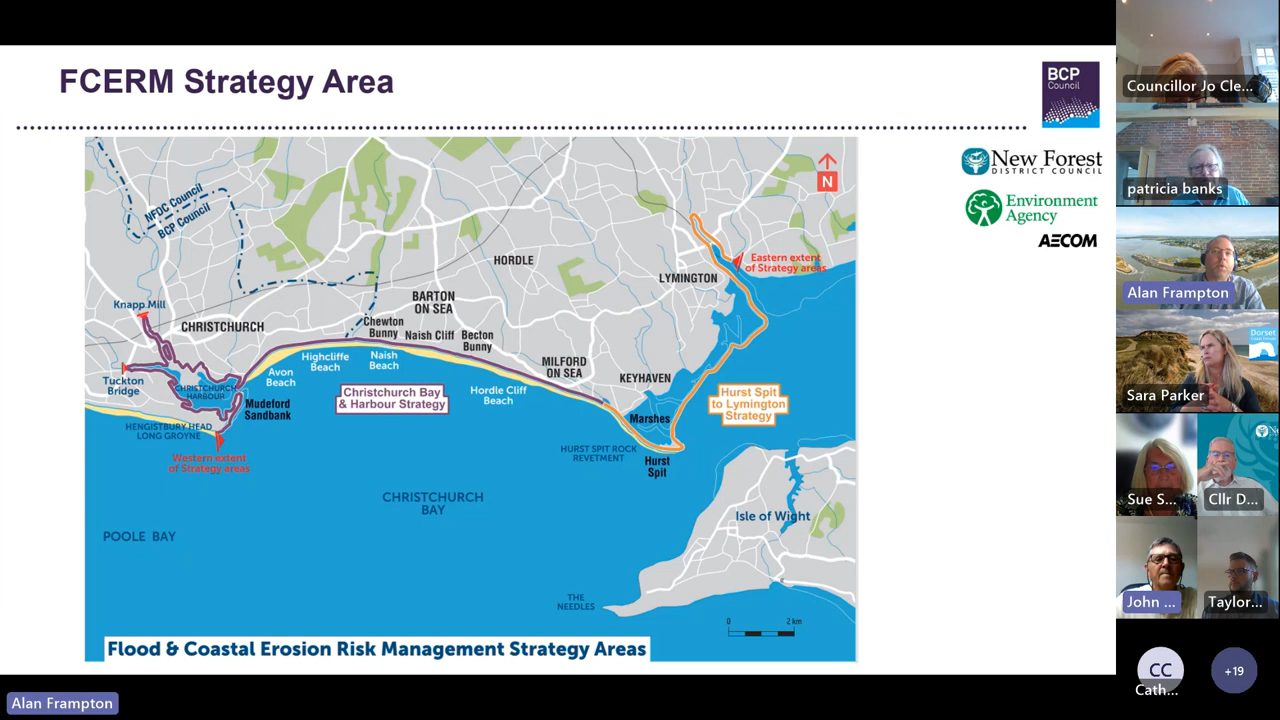 FCERM Strategy Area
BCP
Council
New Forest
DISTRICT COUNCIL
Environment
Agency
AECOM
N
NFDC Council
BCP Council
HORDLE
Eastern extent
of Strategy areas
LYMINGTON
Knapp Mill
BARTON
ON SEA
CHRISTCHURCH
Chewton
Bunny
Naish Cliff
Becton
Bunny
Highcliffe
Beach
Naish
Beach
MILFORD
ON SEA
Avon
Beach
KEYHAVEN
Tuckton
Bridge
CHRISTCHURCH
HARBOUR
Hordle Cliff
Beach
Christchurch Bay
& Harbour Strategy
Hurst Spit
to Lymington
Strategy
Mudeford
Sandbank
Marshes
HENGISTBURY HEAD
LONG GROYNE
HURST SPIT ROCK
REVETMENT
Western extent
of Strategy areas
Hurst
Spit
CHRISTCHURCH
BAY
Isle of Wight
POOLE BAY
THE
NEEDLES
0 2 km
Flood & Coastal Erosion Risk Management Strategy Areas
Councillor Jo Cle...
patricia banks
Alan Frampton
Dorset
Sara Parker
Sue S...
Cllr D...
John ...
Taylor...
CC
Cath...
+19
Alan Frampton